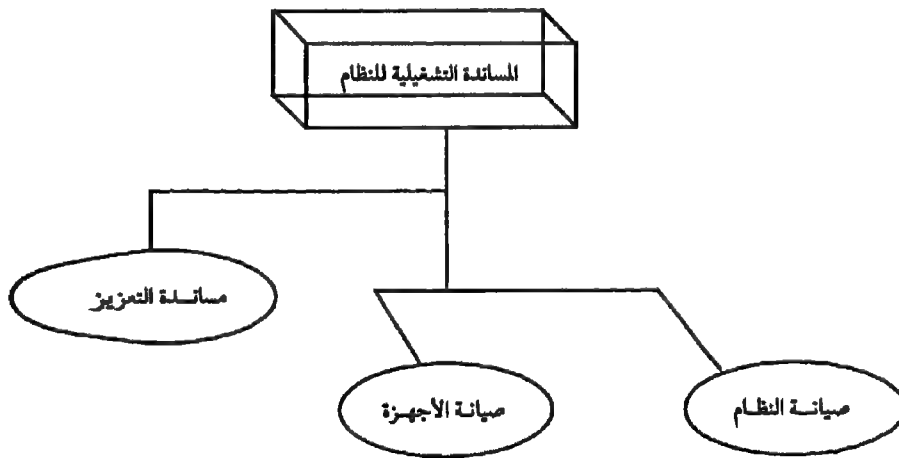 المساندة التشغيلية للنظام
مساندة التعزيز
صيانة الأجهزة
صيانة النظام